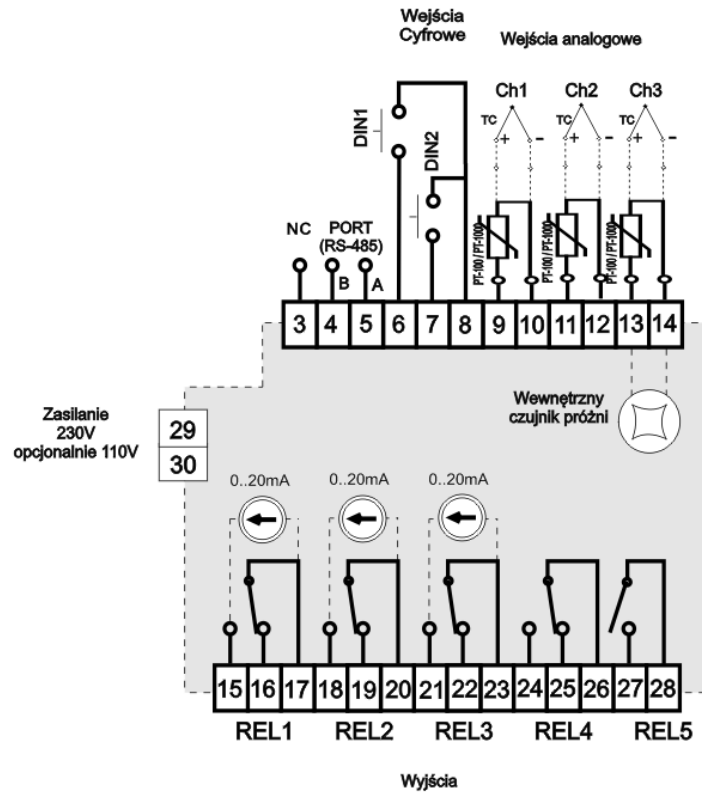 Wejścia
Cyfrowe
Wejścia analogowe
Ch1 Ch2 Ch3
TC + - TC + - TC + -
DIN1
DIN2
PT-100 / PT-1000 PT-100 / PT-1000 PT-100 / PT-1000
NC PORT
(RS-485)
B A
3 4 5 6 7 8 9 10 11 12 13 14
Wewnętrzny
czujnik próżni
Zasilanie
230V
opcjonalnie 110V
29
30
0..20mA 0..20mA 0..20mA
15 16 17 18 19 20 21 22 23 24 25 26 27 28
REL1 REL2 REL3 REL4 REL5
Wyjścia